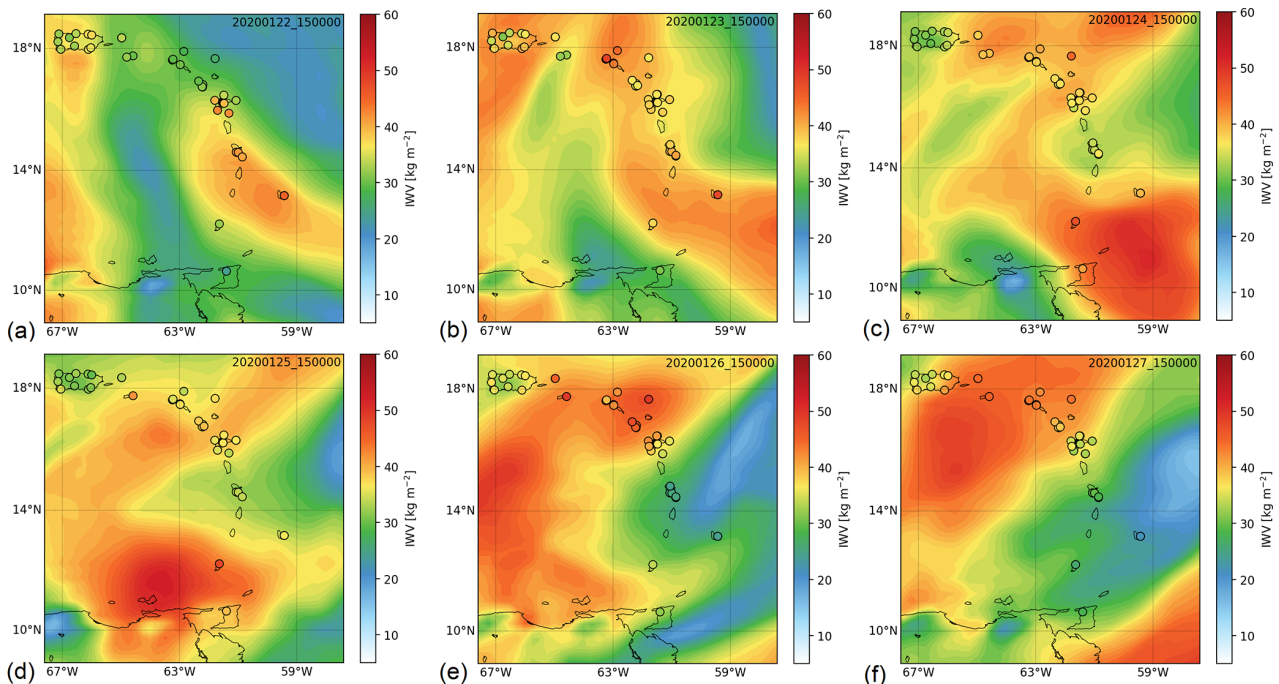 20200122_150000
18°N
14°N
10°N
67°W 63°W 59°W
60
50
40
30
20
10
IWV [kg m−2]
(a)
20200123_150000
18°N
14°N
10°N
67°W 63°W 59°W
60
50
40
30
20
10
IWV [kg m−2]
(b)
20200124_150000
18°N
14°N
10°N
67°W 63°W 59°W
60
50
40
30
20
10
IWV [kg m−2]
(c)
20200125_150000
18°N
14°N
10°N
67°W 63°W 59°W
60
50
40
30
20
10
IWV [kg m−2]
(d)
20200126_150000
18°N
14°N
10°N
67°W 63°W 59°W
60
50
40
30
20
10
IWV [kg m−2]
(e)
20200127_150000
18°N
14°N
10°N
67°W 63°W 59°W
60
50
40
30
20
10
IWV [kg m−2]
(f)